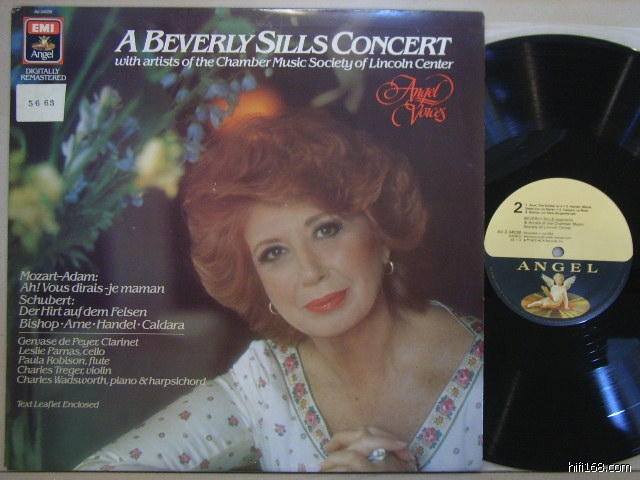 EMI
Angel
DIGITALLY
REMASTERED
56 63
A BEVERLY SILLS CONCERT
with artists of the Chamber Music Society of Lincoln Center
Angel
Voices
Mozart-Adam:
Ah! Vous dirais-je maman
Schubert:
Der Hirt auf dem Felsen
Bishop · Arne · Handel · Caldara
Gervase de Peyer, Clarinet
Leslie Parnas, cello
Paula Robison, flute
Charles Treger, violin
Charles Wadsworth, piano & harpsichord
Text Leaflet Enclosed
2
BEVERLY SILLS
ANGEL
hifi168.com